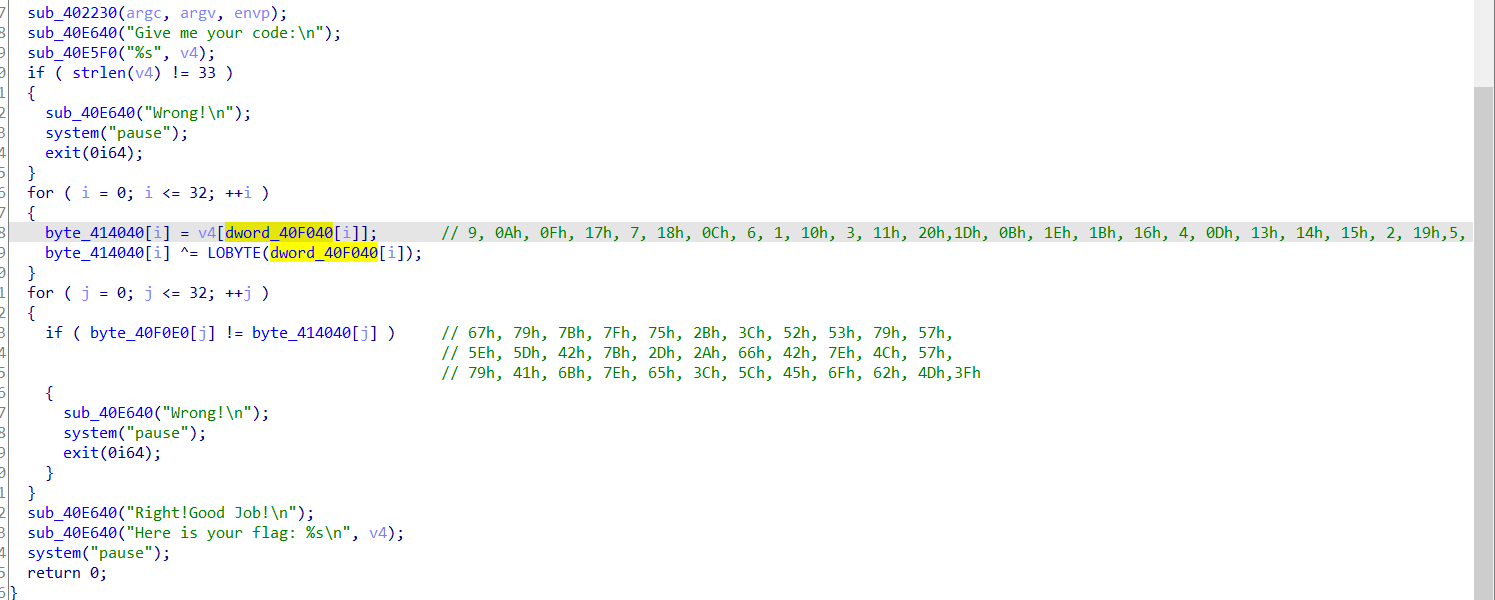 7 sub_402230(argc, argv, envp);
8 sub_40E640("Give me your code:\n");
9 sub_40E5F0("%s", v4);
0 if ( strlen(v4) != 33 )
1 {
2 sub_40E640("Wrong!\n");
3 system("pause");
4 exit(0i64);
5 }
6 for ( i = 0; i <= 32; ++i )
7 {
8 byte_414040[i] = v4[dword_40F040[i]]; // 9, 0Ah, 0Fh, 17h, 7, 18h, 0Ch, 6, 1, 10h, 3, 11h, 20h,1Dh, 0Bh, 1Eh, 1Bh, 16h, 4, 0Dh, 13h, 14h, 15h, 2, 19h,5,
9 byte_414040[i] ^= LOBYTE(dword_40F040[i]);
0 }
1 for ( j = 0; j <= 32; ++j )
2 {
3 if ( byte_40F0E0[j] != byte_414040[j] ) // 67h, 79h, 7Bh, 7Fh, 75h, 2Bh, 3Ch, 52h, 53h, 79h, 57h,
4 // 5Eh, 5Dh, 42h, 7Bh, 2Dh, 2Ah, 66h, 42h, 7Eh, 4Ch, 57h,
5 // 79h, 41h, 6Bh, 7Eh, 65h, 3Ch, 5Ch, 45h, 6Fh, 62h, 4Dh,3Fh
6 {
7 sub_40E640("Wrong!\n");
8 system("pause");
9 exit(0i64);
0 }
1 }
2 sub_40E640("Right!Good Job!\n");
3 sub_40E640("Here is your flag: %s\n", v4);
4 system("pause");
5 return 0;
6 }